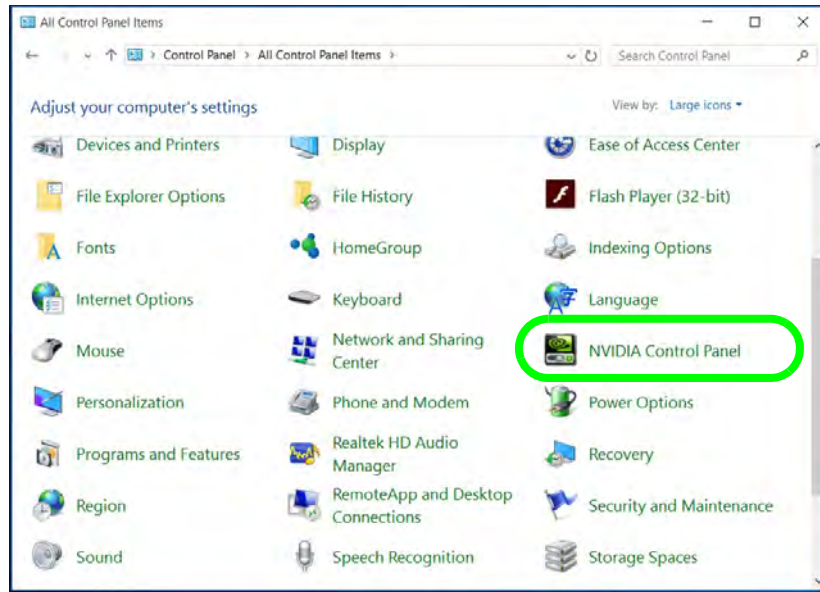 All Control Panel Items
Control Panel > All Control Panel Items >
Search Control Panel
Adjust your computer's settings
View by: Large icons
Devices and Printers
Display
Ease of Access Center
File Explorer Options
File History
Flash Player (32-bit)
Fonts
HomeGroup
Indexing Options
Internet Options
Keyboard
Language
Mouse
Network and Sharing
Center
NVIDIA Control Panel
Personalization
Phone and Modem
Power Options
Programs and Features
Realtek HD Audio
Manager
Recovery
Region
RemoteApp and Desktop
Connections
Security and Maintenance
Sound
Speech Recognition
Storage Spaces